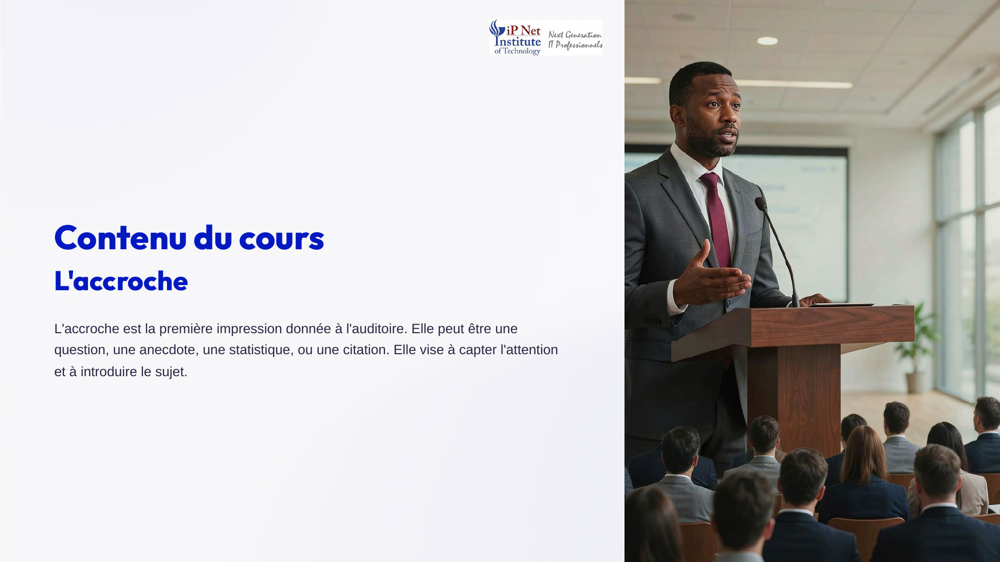 iP Net
Institute
of Technology
Next Generation
IT Professionnels
Contenu du cours
L'accroche
L'accroche est la première impression donnée à l'auditoire. Elle peut être une
question, une anecdote, une statistique, ou une citation. Elle vise à capter l'attention
et à introduire le sujet.